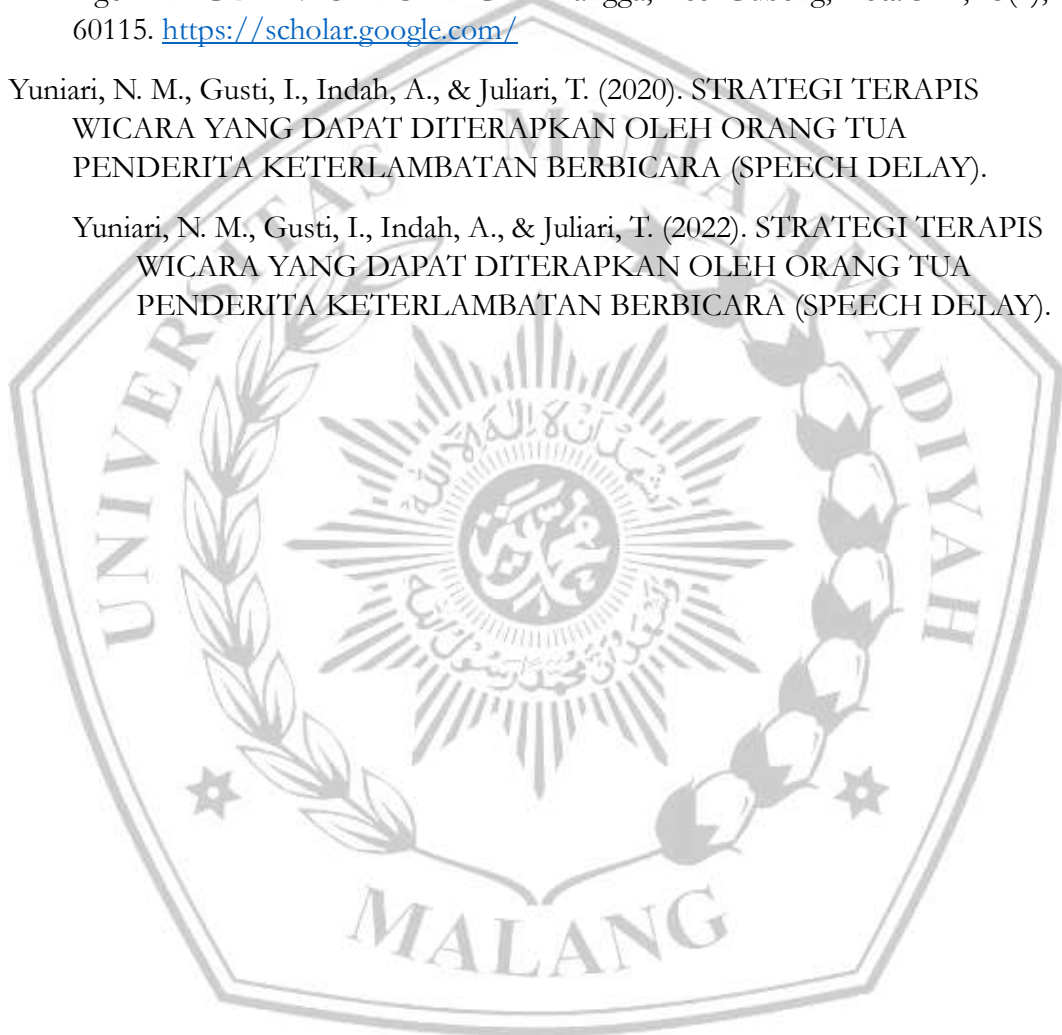 60115. https://scholar.google.com/
Yuniari, N. M., Gusti, I., Indah, A., & Juliari, T. (2020). STRATEGI TERAPIS
WICARA YANG DAPAT DITERAPKAN OLEH ORANG TUA
PENDERITA KETERLAMBATAN BERBICARA (SPEECH DELAY).
Yuniari, N. M., Gusti, I., Indah, A., & Juliari, T. (2022). STRATEGI TERAPIS
WICARA YANG DAPAT DITERAPKAN OLEH ORANG TUA
PENDERITA KETERLAMBATAN BERBICARA (SPEECH DELAY).
UNIVERSITAS MUHAMMADIYAH
MALANG